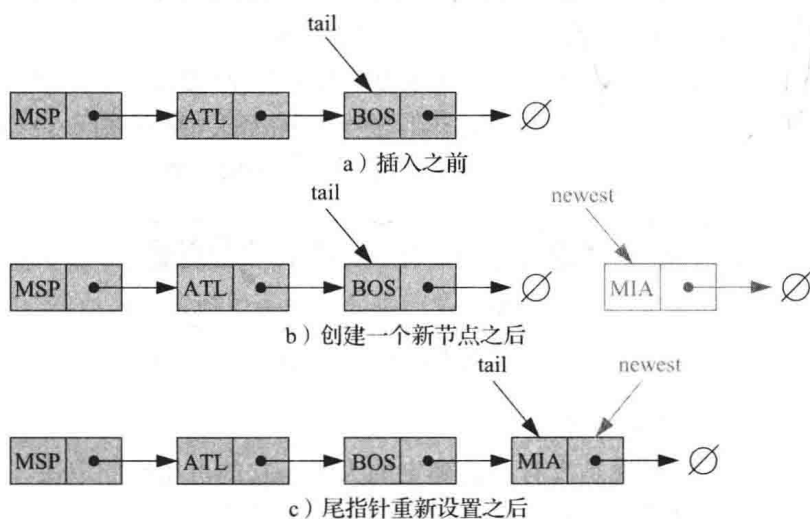 tail
MSP ATL BOS ∅
a）插入之前
tail newest
MSP ATL BOS ∅ MIA ∅
b）创建一个新节点之后
tail newest
MSP ATL BOS MIA ∅
c）尾指针重新设置之后